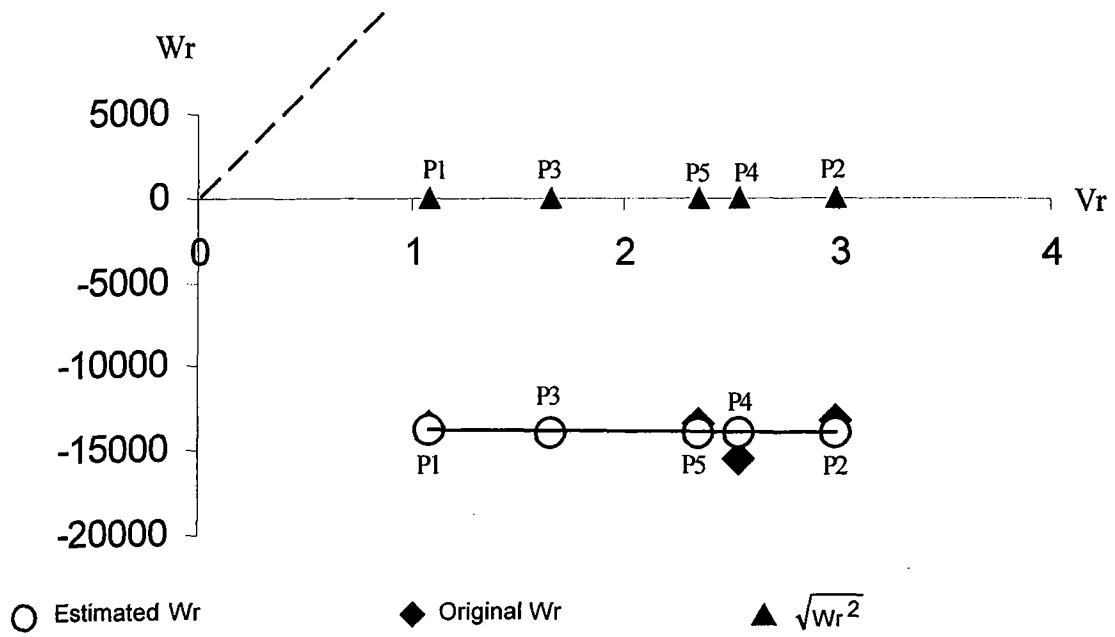 Wr
5000
P1 P3 P5 P4 P2
0 Vr
0 1 2 3 4
-5000
-10000
P3 P4
-15000
P1 P5 P2
-20000
Estimated Wr Original Wr √Wr²